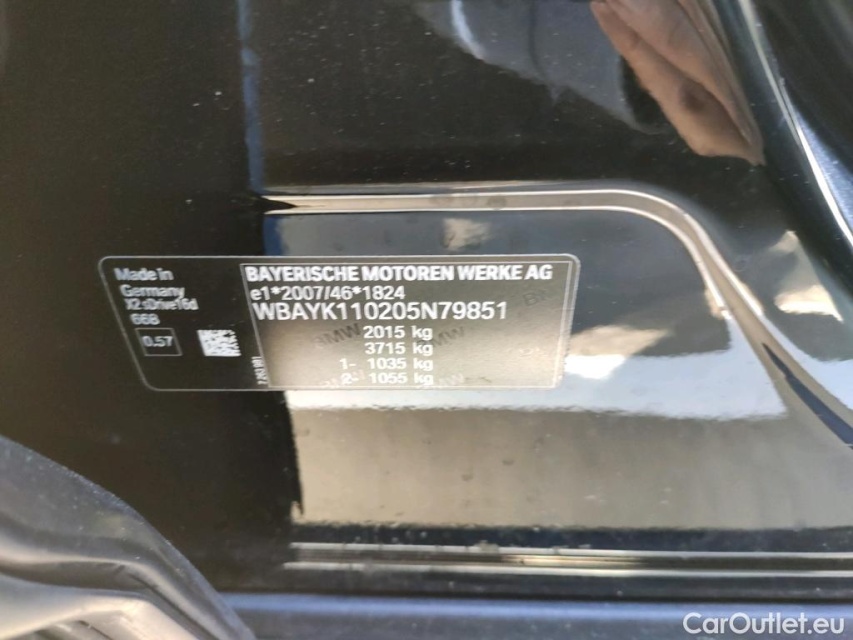 Made in
Germany
X2 sDrive16d
668
0.57
BAYERISCHE MOTOREN WERKE AG
e1*2007/46*1824
WBAYK110205N79851
2015 kg
3715 kg
1- 1035 kg
2- 1055 kg
CarOutlet.eu